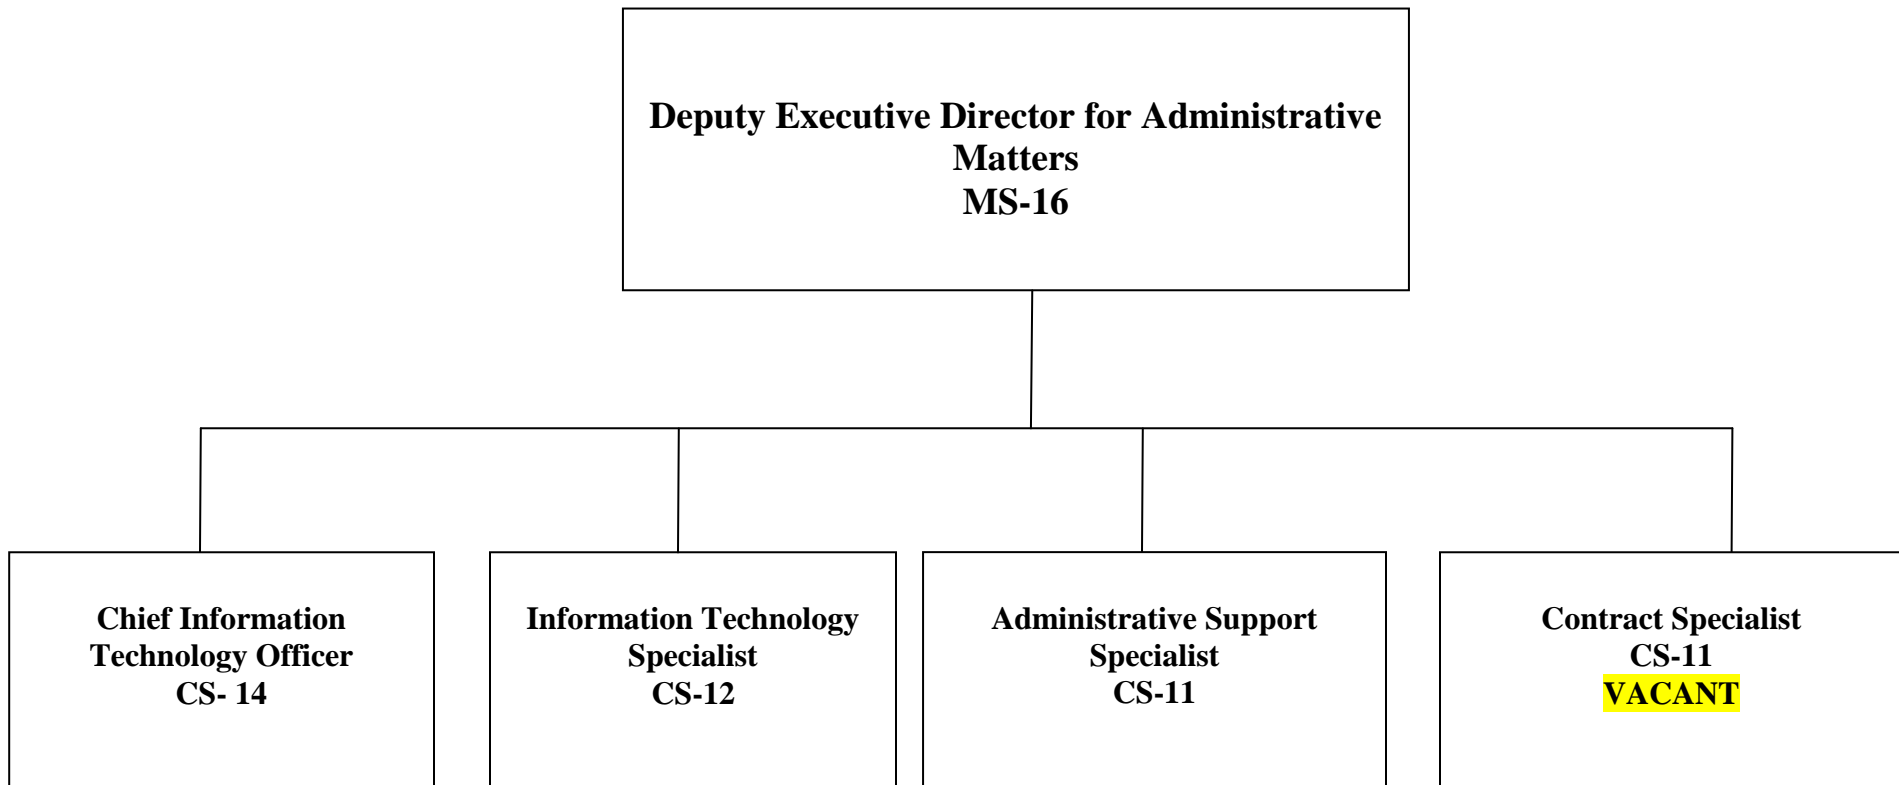 Deputy Executive Director for Administrative
Matters
MS-16
Chief Information
Technology Officer
CS- 14
Information Technology
Specialist
CS-12
Administrative Support
Specialist
CS-11
Contract Specialist
CS-11
VACANT